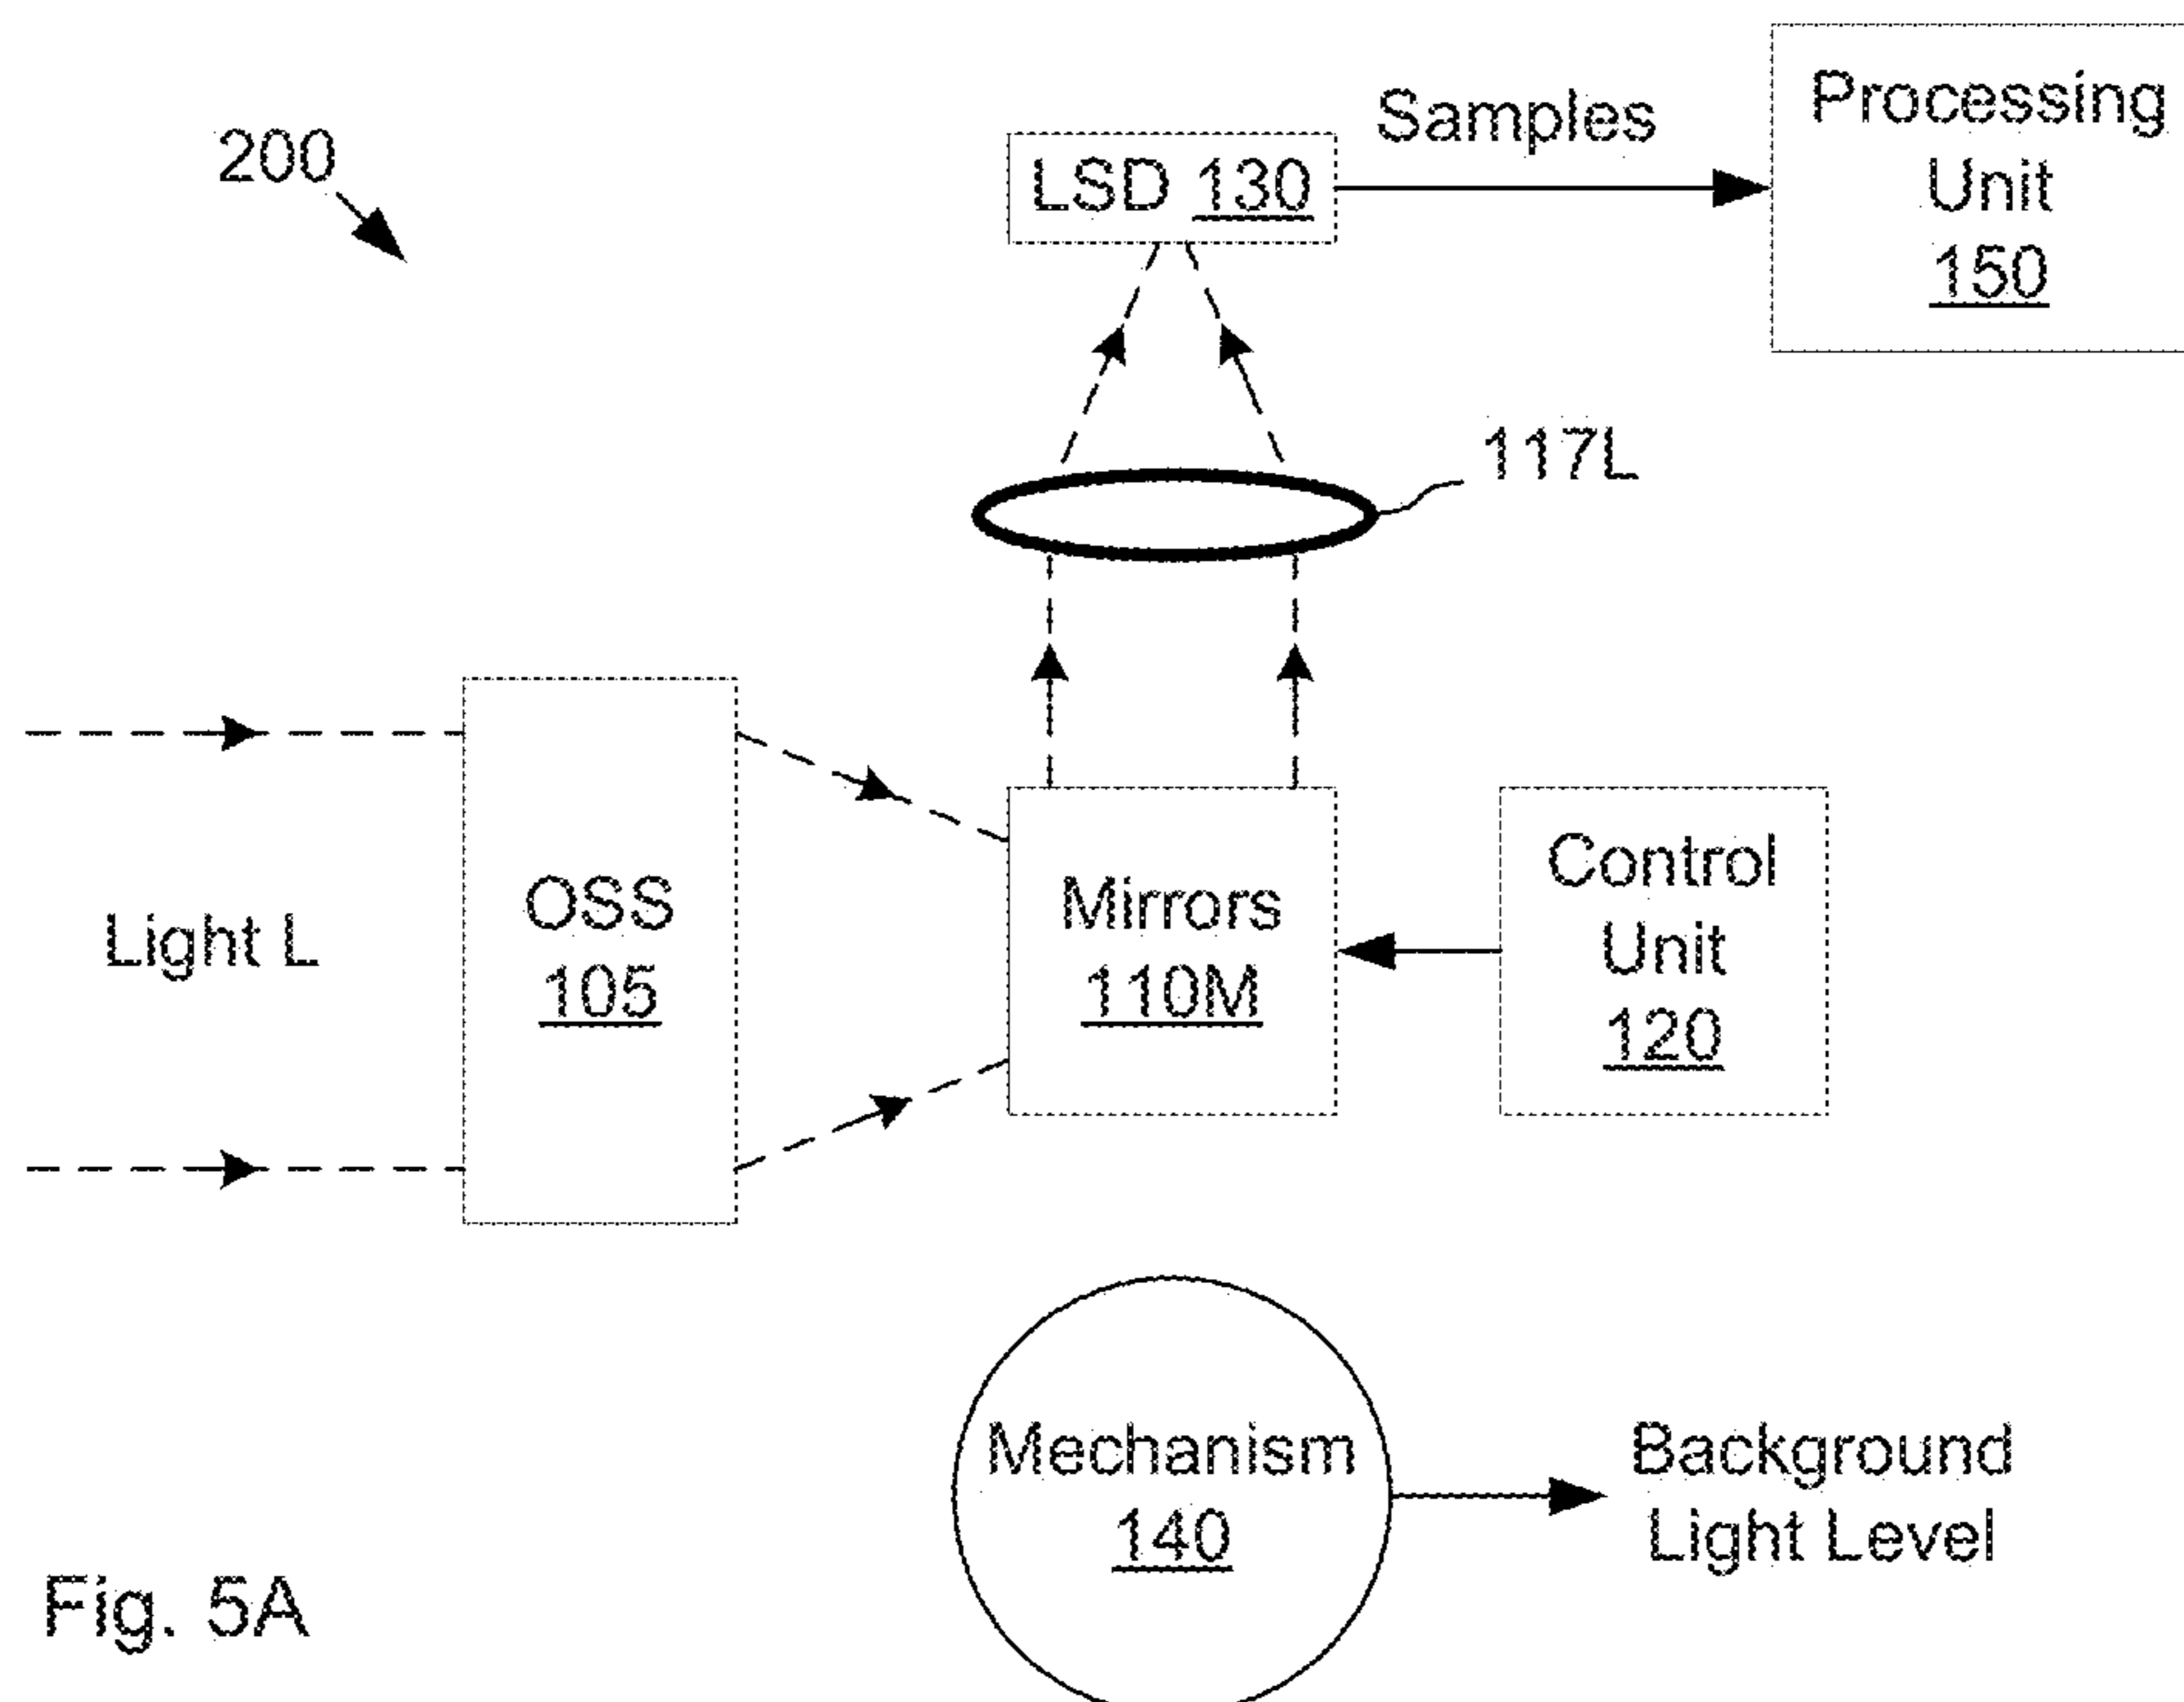 200
LSD 130
Samples
Processing
Unit
150
117L
Light L
OSS
105
Mirrors
110M
Control
Unit
120
Mechanism
140
Background
Light Level
Fig. 5A